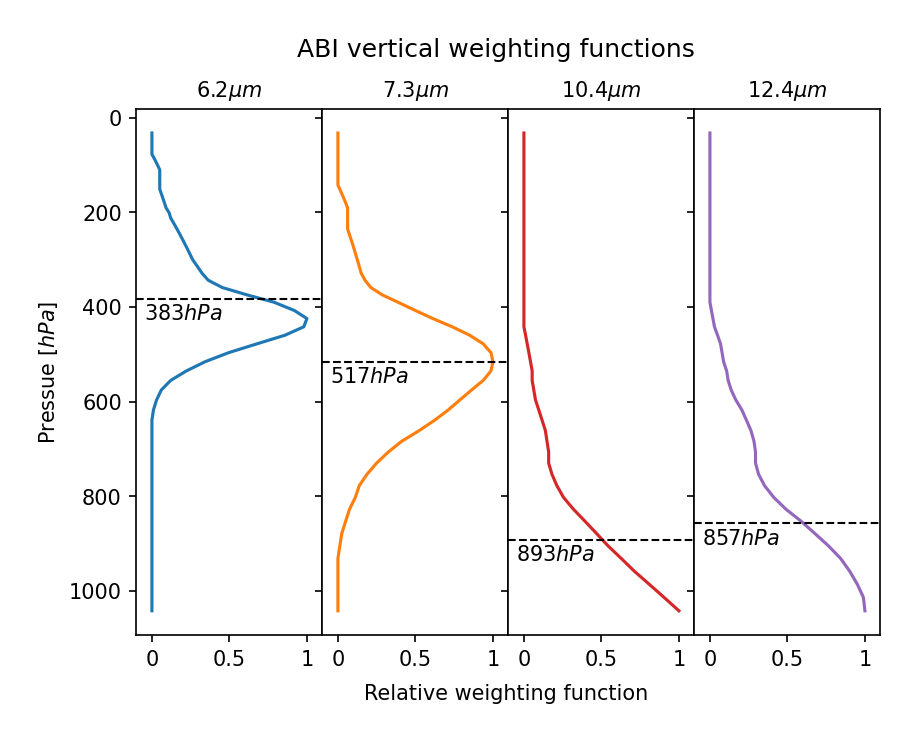 ABI vertical weighting functions
6.2μm 7.3μm 10.4μm 12.4μm
0
200
400
600
800
1000
Pressue [hPa]
383hPa
517hPa
893hPa
857hPa
0 0.5 1 0 0.5 1 0 0.5 1 0 0.5 1
Relative weighting function